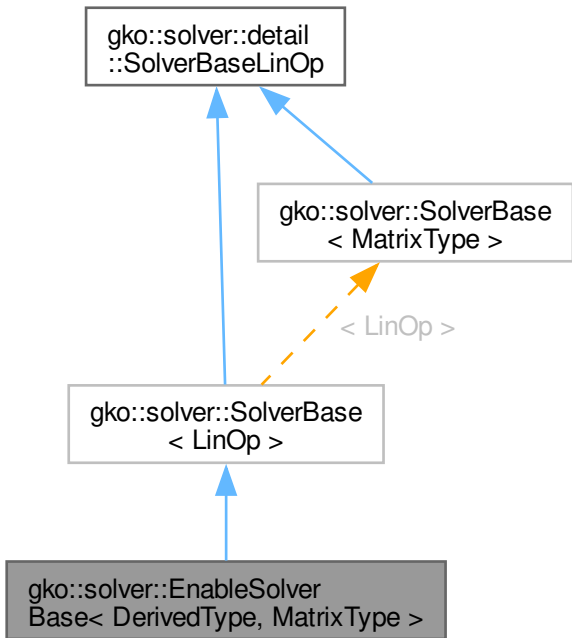 gko::solver::detail
::SolverBaseLinOp
gko::solver::SolverBase
< MatrixType >
< LinOp >
gko::solver::SolverBase
< LinOp >
gko::solver::EnableSolver
Base< DerivedType, MatrixType >